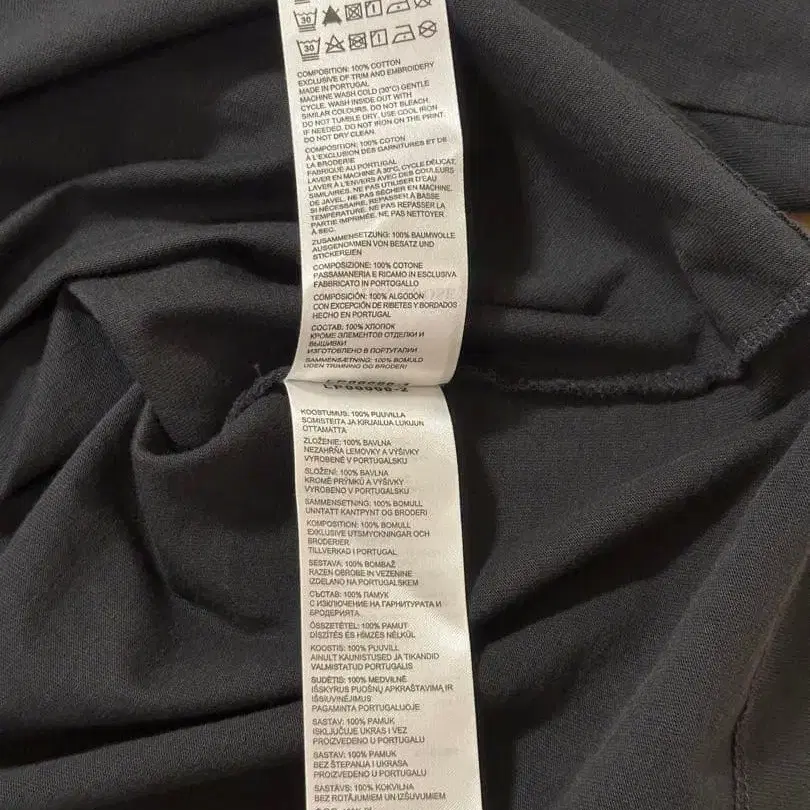 30
30
COMPOSITION: 100% COTTON
EXCLUSIVE OF TRIM AND EMBROIDERY
MADE IN PORTUGAL
MACHINE WASH COLD (30°C) GENTLE
CYCLE. WASH INSIDE OUT WITH
SIMILAR COLOURS. DO NOT BLEACH.
DO NOT TUMBLE DRY. USE COOL IRON
IF NEEDED. DO NOT IRON ON THE PRINT.
DO NOT DRY CLEAN.
COMPOSITION: 100% COTON
À L'EXCLUSION DES GARNITURES ET DE
LA BRODERIE
FABRIQUÉ AU PORTUGAL
LAVER EN MACHINE À 30°C, CYCLE DÉLICAT.
LAVER À L'ENVERS AVEC DES COULEURS
SIMILAIRES. NE PAS UTILISER D'EAU
DE JAVEL. NE PAS SÉCHER EN MACHINE.
SI NÉCESSAIRE, REPASSER À BASSE
TEMPÉRATURE. NE PAS REPASSER LA
PARTIE IMPRIMÉE. NE PAS NETTOYER
À SEC.
ZUSAMMENSETZUNG: 100% BAUMWOLLE
AUSGENOMMEN VON BESATZ UND
STICKEREIEN
COMPOSIZIONE: 100% COTONE
PASSAMANERIA E RICAMO IN ESCLUSIVA
FABBRICATO IN PORTOGALLO
COMPOSICIÓN: 100% ALGODÓN
CON EXCEPCIÓN DE RIBETES Y BORDADOS
HECHO EN PORTUGAL
СОСТАВ: 100% ХЛОПОК
КРОМЕ ЭЛЕМЕНТОВ ОТДЕЛКИ И
ВЫШИВКИ
ИЗГОТОВЛЕНО В ПОРТУГАЛИИ
SAMMENSÆTNING: 100% BOMULD
UDEN TRIMNING OG BRODERI
KOOSTUMUS: 100% PUUVILLA
SOMISTEITA JA KIRJAILUA LUKUUN
OTTAMATTA
ZLOŽENIE: 100% BAVLNA
NEZAHŔŇA LEMOVKY A VÝŠIVKY
VYROBENÉ V PORTUGALSKU
SLOŽENÍ: 100% BAVLNA
KROMĚ PRÝMKŮ A VÝŠIVKY
VYROBENO V PORTUGALSKU
SAMMENSETNING: 100% BOMULL
UNNTATT KANTPYNT OG BRODERI
KOMPOSITION: 100% BOMULL
EXKLUSIVE UTSMYCKNINGAR OCH
BRODERIER
TILLVERKAD I PORTUGAL
SESTAVA: 100% BOMBAŽ
RAZEN OBROBE IN VEZENINE
IZDELANO NA PORTUGALSKEM
СЪСТАВ: 100% ПАМУК
С ИЗКЛЮЧЕНИЕ НА ГАРНИТУРАТА И
БРОДЕРИЯТА
ÖSSZETÉTEL: 100% PAMUT
DÍSZÍTÉS ÉS HÍMZÉS NÉLKÜL
KOOSTIS: 100% PUUVILL
AINULT KAUNISTUSED JA TIKANDID
VALMISTATUD PORTUGALIS
SUDĖTIS: 100% MEDVILNĖ
IŠSKYRUS PUOŠNŲ APKRAŠTAVIMĄ IR
IŠSIUVINĖJIMUS
PAGAMINTA PORTUGALIJOJE
SASTAV: 100% PAMUK
ISKLJUČUJE UKRAS I VEZ
PROIZVEDENO U PORTUGALU
SASTAV: 100% PAMUK
BEZ ŠTEPANJA I UKRASA
PROIZVEDENO U PORTUGALU
SASTĀVS: 100% KOKVILNA
BEZ ROTĀJUMIEM UN IZŠUVUMIEM